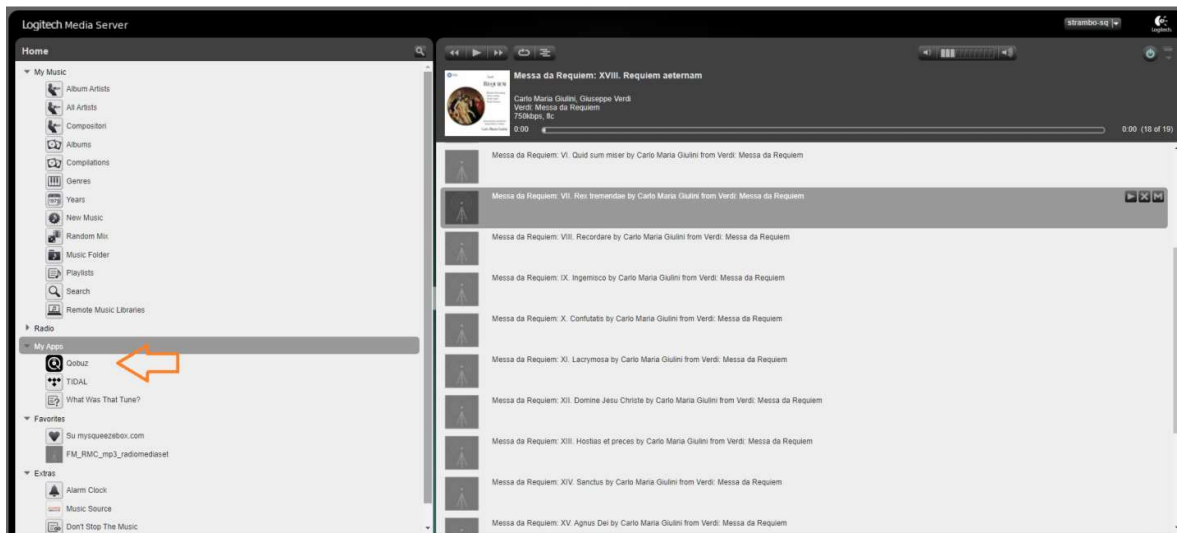 Logitech Media Server
strambo-sq
Logitech
Home
My Music
Album Artists
All Artists
Compositori
Albums
Compilations
Genres
Years
New Music
Random Mix
Music Folder
Playlists
Search
Remote Music Libraries
Radio
My Apps
Qobuz
TIDAL
What Was That Tune?
Favorites
Su mysqueezebox.com
FM_RMC_mp3_radiomediaset
Extras
Alarm Clock
Music Source
Don't Stop The Music
Messa da Requiem: XVIII. Requiem aeternam
Carlo Maria Giulini, Giuseppe Verdi
Verdi: Messa da Requiem
750kbps, flc
0:00
0:00 (18 of 19)
Messa da Requiem: VI. Quid sum miser by Carlo Maria Giulini from Verdi: Messa da Requiem
Messa da Requiem: VII. Rex tremendae by Carlo Maria Giulini from Verdi: Messa da Requiem
Messa da Requiem: VIII. Recordare by Carlo Maria Giulini from Verdi: Messa da Requiem
Messa da Requiem: IX. Ingemisco by Carlo Maria Giulini from Verdi: Messa da Requiem
Messa da Requiem: X. Confutatis by Carlo Maria Giulini from Verdi: Messa da Requiem
Messa da Requiem: XI. Lacrymosa by Carlo Maria Giulini from Verdi: Messa da Requiem
Messa da Requiem: XII. Domine Jesu Christe by Carlo Maria Giulini from Verdi: Messa da Requiem
Messa da Requiem: XIII. Hostias et preces by Carlo Maria Giulini from Verdi: Messa da Requiem
Messa da Requiem: XIV. Sanctus by Carlo Maria Giulini from Verdi: Messa da Requiem
Messa da Requiem: XV. Agnus Dei by Carlo Maria Giulini from Verdi: Messa da Requiem